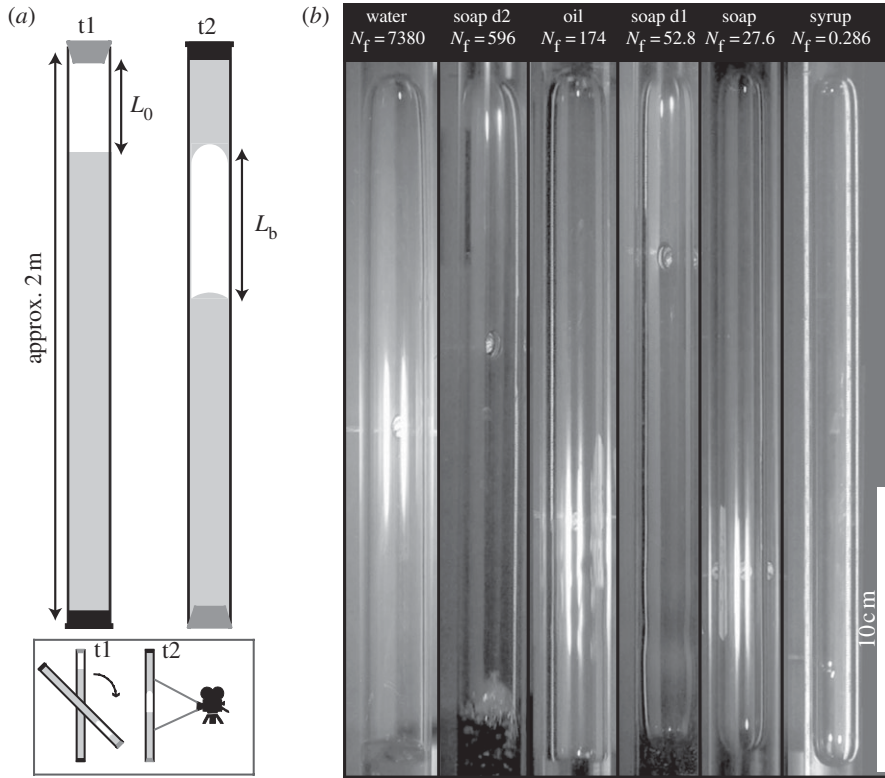 (a)
t1
t2
L0
Lb
approx. 2 m
t1
t2
(b)
water
Nf = 7380
soap d2
Nf = 596
oil
Nf = 174
soap d1
Nf = 52.8
soap
Nf = 27.6
syrup
Nf = 0.286
10 cm